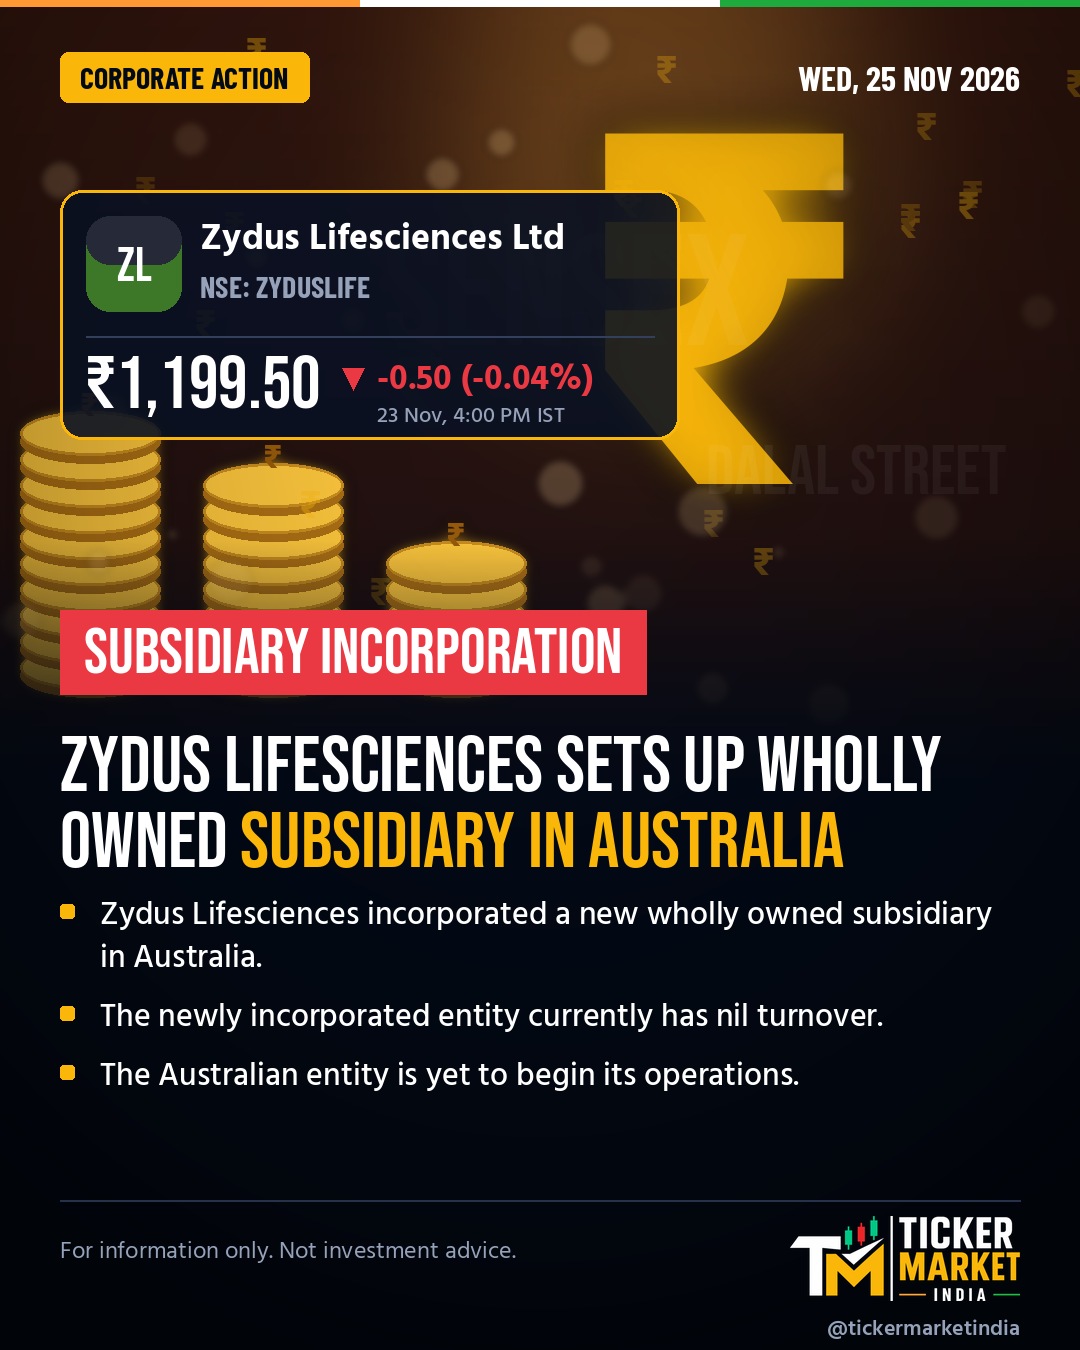 CORPORATE ACTION
WED, 25 NOV 2026
ZL
Zydus Lifesciences Ltd
NSE: ZYDUSLIFE
₹1,199.50
▼ -0.50 (-0.04%)
23 Nov, 4:00 PM IST
DALAL STREET
SUBSIDIARY INCORPORATION
ZYDUS LIFESCIENCES SETS UP WHOLLY
OWNED SUBSIDIARY IN AUSTRALIA
Zydus Lifesciences incorporated a new wholly owned subsidiary
in Australia.
The newly incorporated entity currently has nil turnover.
The Australian entity is yet to begin its operations.
For information only. Not investment advice.
TM
TICKER
MARKET
INDIA
@tickermarketindia